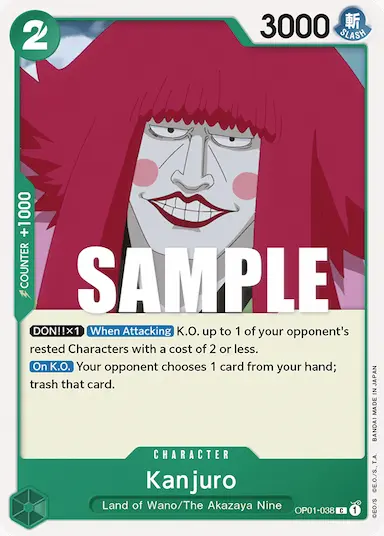 2
3000
斬
SLASH
COUNTER +1000
SAMPLE
DON!!×1 When Attacking K.O. up to 1 of your opponent's
rested Characters with a cost of 2 or less.
On K.O. Your opponent chooses 1 card from your hand;
trash that card.
CHARACTER
Kanjuro
Land of Wano/The Akazaya Nine
OP01-038 C 1
©E.O/S ©E.O./S.,T.A. BANDAI MADE IN JAPAN